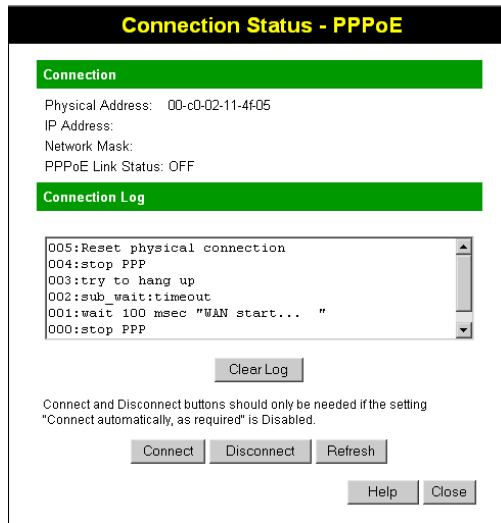 Connection Status - PPPoE
Connection
Physical Address: 00-c0-02-11-4f-05
IP Address:
Network Mask:
PPPoE Link Status: OFF
Connection Log
005:Reset physical connection
004:stop PPP
003:try to hang up
002:sub_wait:timeout
001:wait 100 msec "WAN start... "
000:stop PPP
Clear Log
Connect and Disconnect buttons should only be needed if the setting
"Connect automatically, as required" is Disabled.
Connect Disconnect Refresh
Help Close